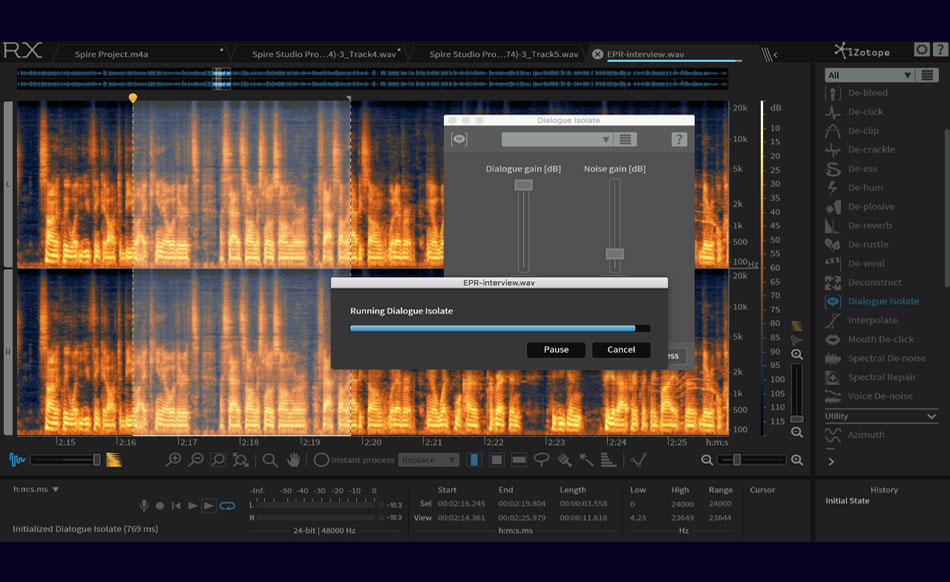 RX
Spire Project.m4a
Spire Studio Pro...4)-3_Track4.wav
Spire Studio Pro...74)-3_Track5.wav
EPR-interview.wav
iZotope
?
All
De-bleed
De-click
De-clip
De-crackle
De-ess
De-hum
De-plosive
De-reverb
De-rustle
De-wind
Deconstruct
Dialogue Isolate
Interpolate
Mouth De-click
Spectral De-noise
Spectral Repair
Voice De-noise
Utility
Azimuth
L
R
20k
10k
5k
2k
1k
500
100
Hz
20k
10k
5k
2k
1k
500
100
dB
10
15
20
25
30
35
40
45
50
55
60
65
70
75
80
85
90
95
100
105
110
115
Dialogue Isolate
?
Dialogue gain [dB]
Noise gain [dB]
EPR-interview.wav
Running Dialogue Isolate
Pause
Cancel
ess
2:15
2:16
2:17
2:18
2:19
2:20
2:21
2:22
2:23
2:24
2:25
h:m:s
Instant process
Replace
h:m:s.ms
-Inf. -50 -40 -30 -20 -10 0
L -10.3
R -10.3
24-bit | 48000 Hz
Initialized Dialogue Isolate (769 ms)
Start End Length
Sel 00:02:16.245 00:02:19.804 00:00:03.558
View 00:02:14.361 00:02:25.979 00:00:11.618
h:m:s.ms
Low High Range
0 24000 24000
4.23 23649 23644
Hz
Cursor
History
Initial State